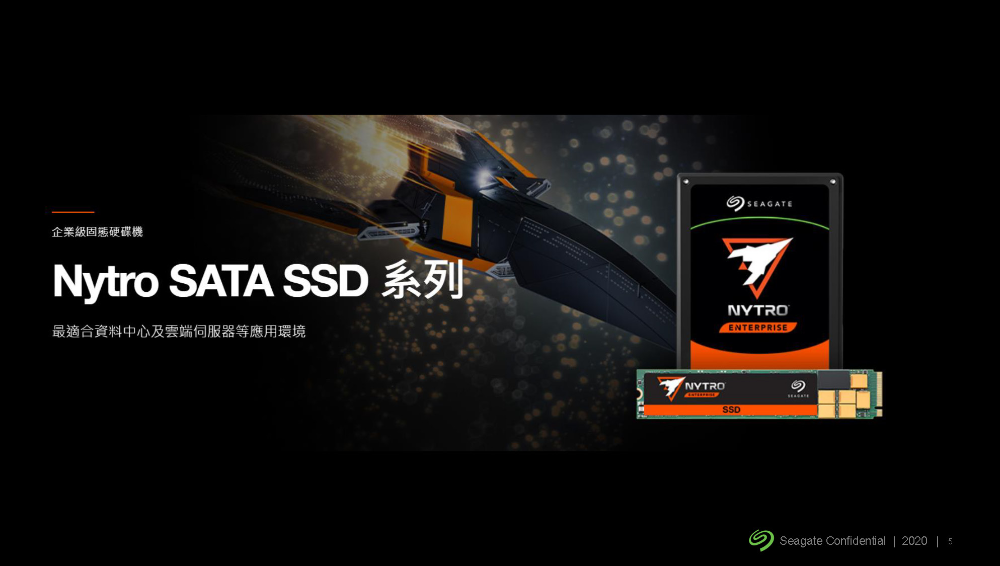 企業級固態硬碟機
Nytro SATA SSD 系列
最適合資料中心及雲端伺服器等應用環境
SEAGATE
NYTRO
ENTERPRISE
NYTRO
ENTERPRISE
SEAGATE
SSD
Seagate Confidential | 2020 | 5